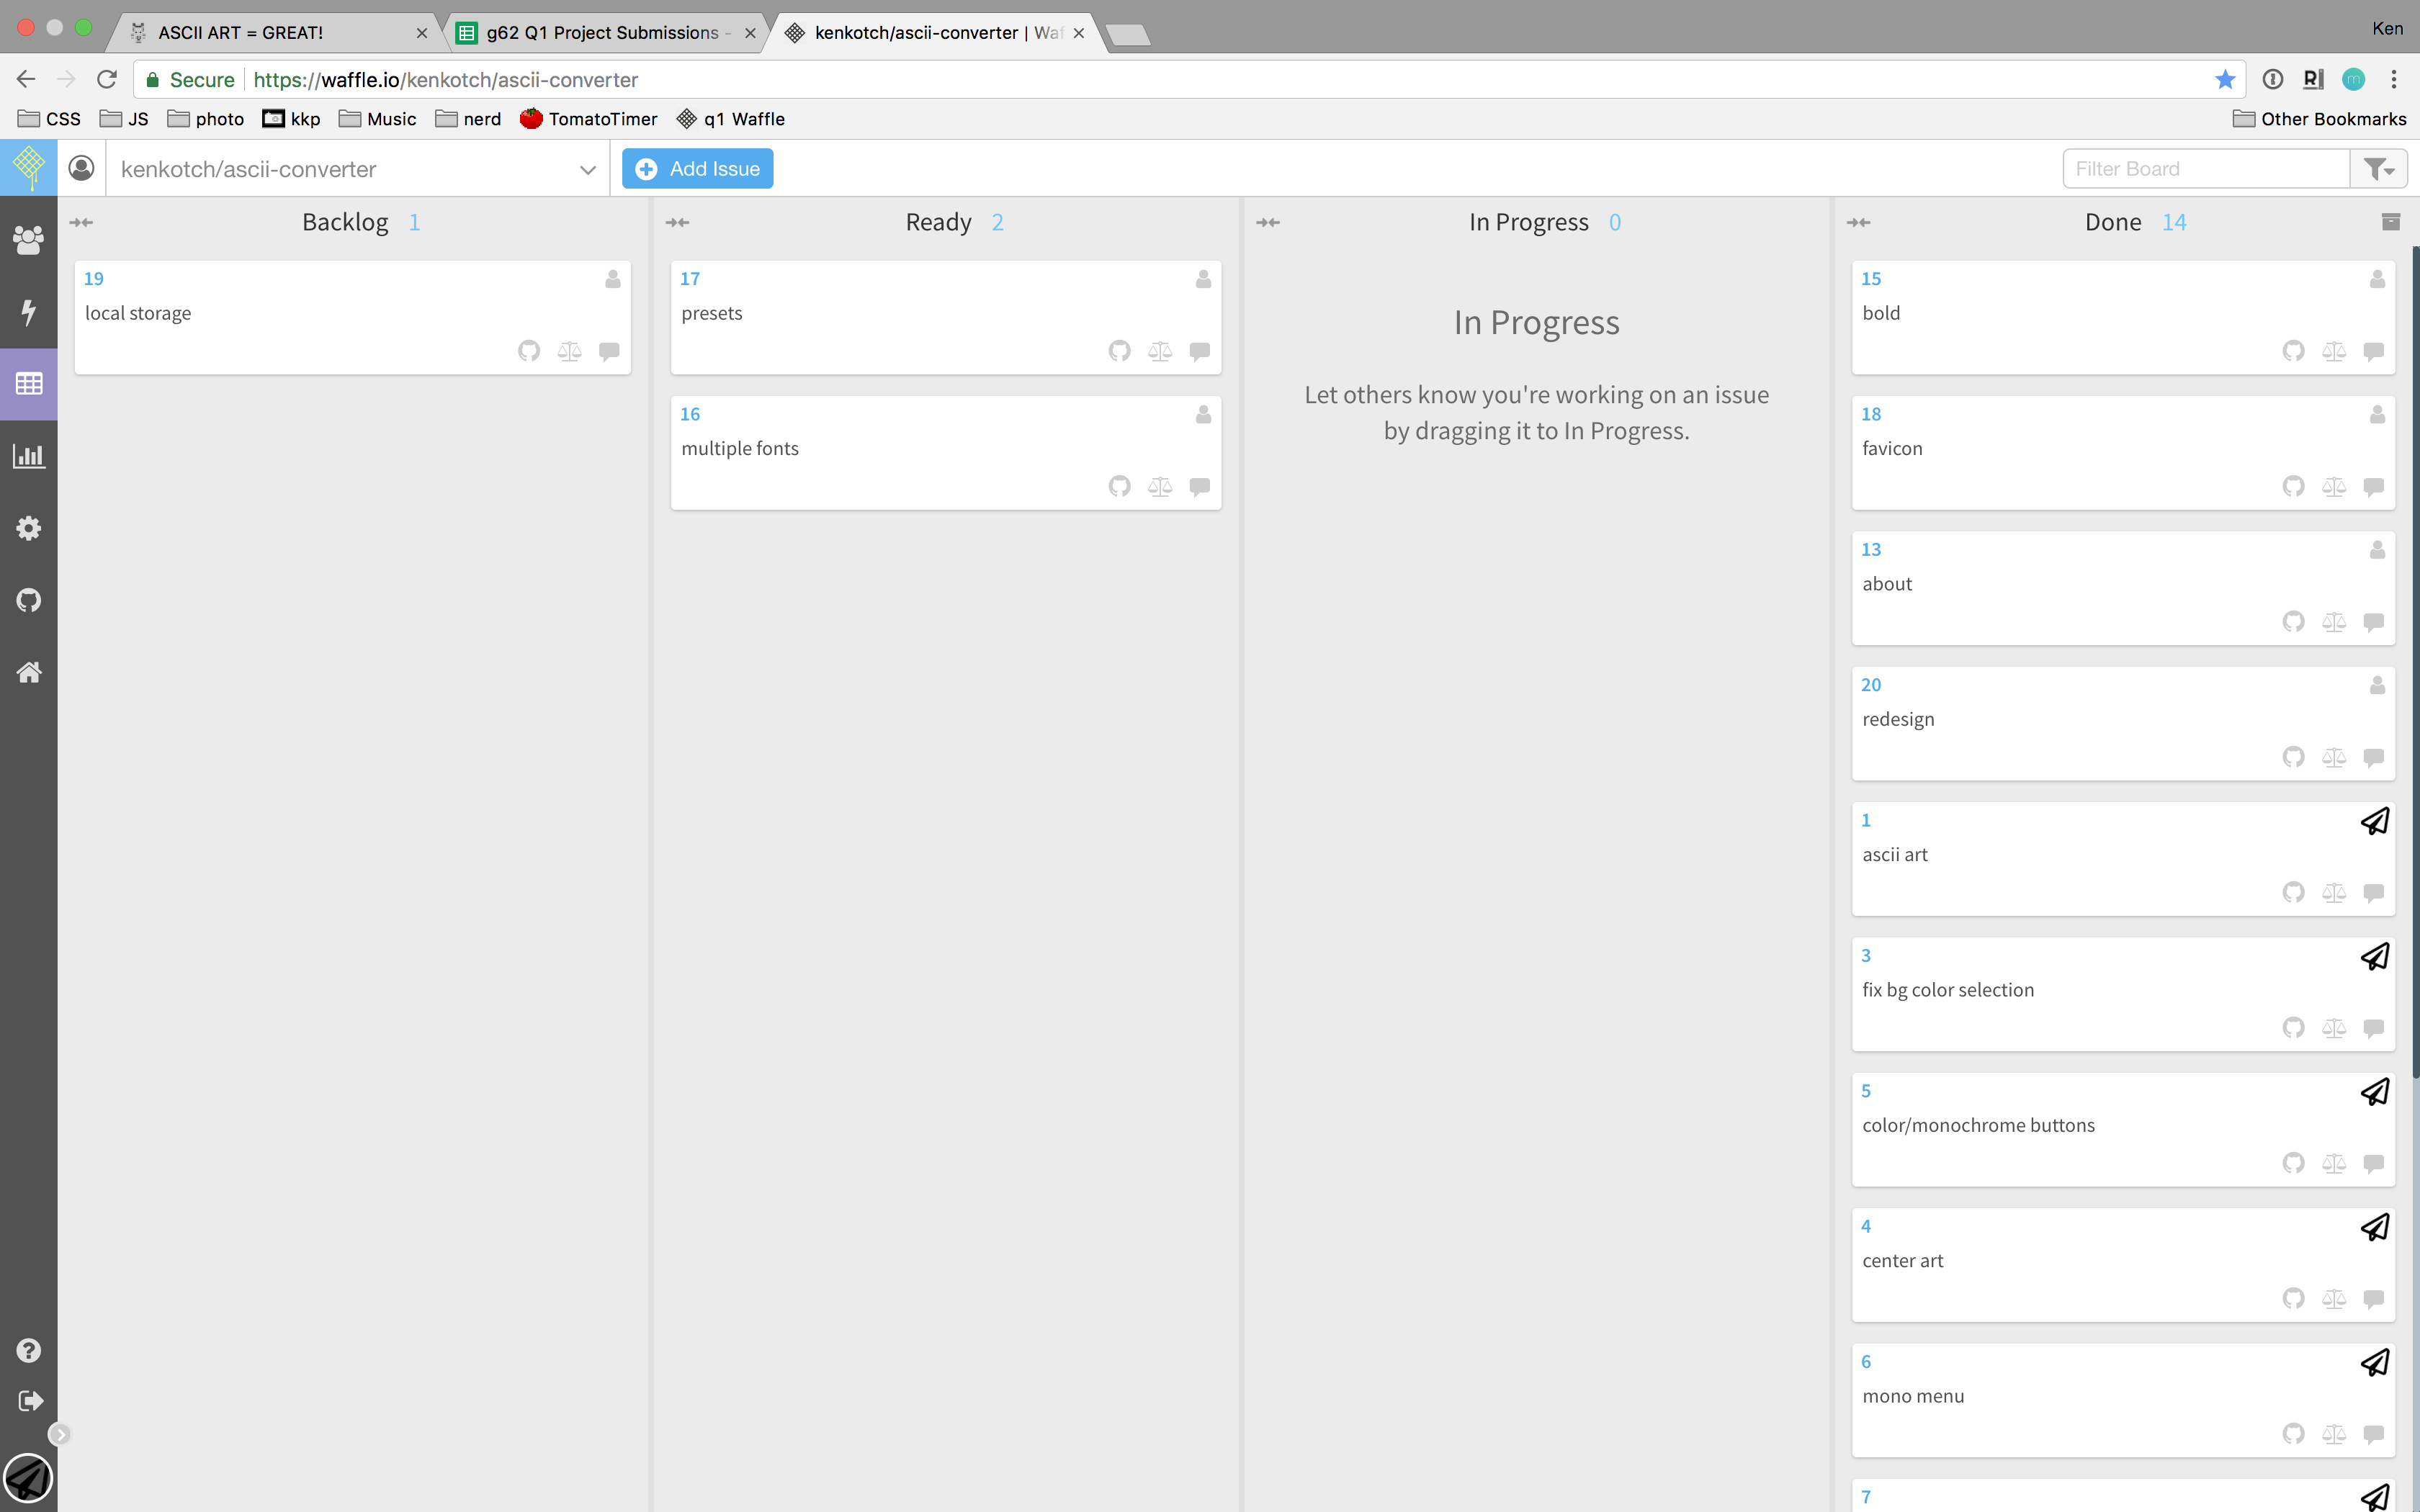 ASCII ART = GREAT!
g62 Q1 Project Submissions -
kenkotch/ascii-converter | Waf
Ken
Secure
https://waffle.io/kenkotch/ascii-converter
CSS
JS
photo
kkp
Music
nerd
TomatoTimer
q1 Waffle
Other Bookmarks
kenkotch/ascii-converter
Add Issue
Filter Board
Backlog 1
19
local storage
Ready 2
17
presets
16
multiple fonts
In Progress 0
In Progress
Let others know you're working on an issue
by dragging it to In Progress.
Done 14
15
bold
18
favicon
13
about
20
redesign
1
ascii art
3
fix bg color selection
5
color/monochrome buttons
4
center art
6
mono menu
7